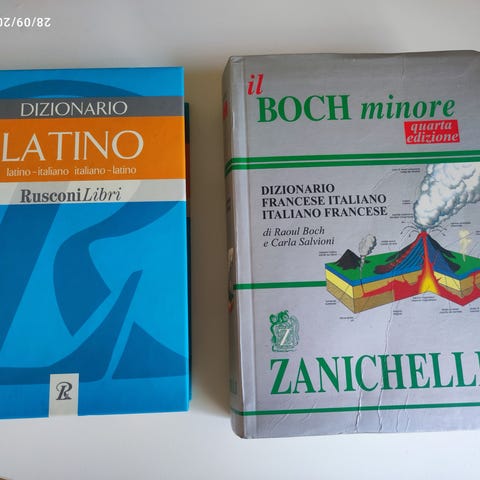 28/09/20
DIZIONARIO
LATINO
latino-italiano italiano-latino
RusconiLibri
R
il
BOCH minore
quarta
edizione
DIZIONARIO
FRANCESE ITALIANO
ITALIANO FRANCESE
di Raoul Boch
e Carla Salvioni
Z
ZANICHELLI